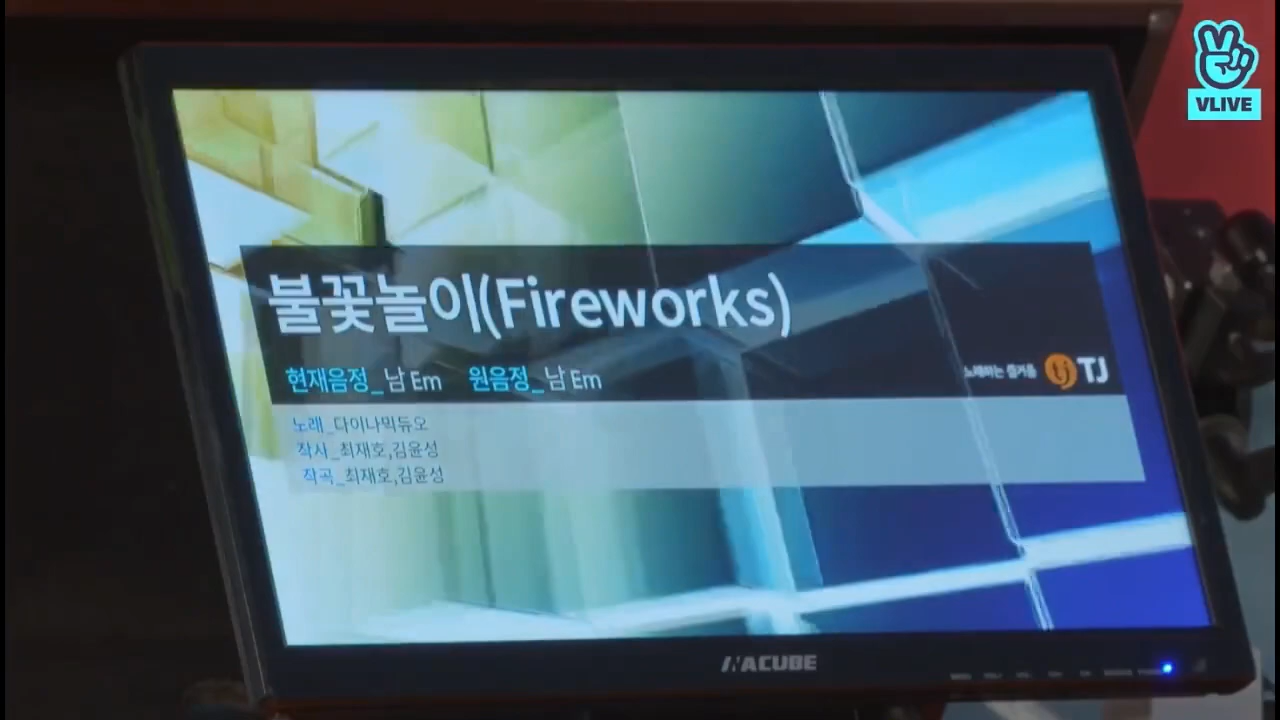 VLIVE
불꽃놀이(Fireworks)
현재음정_남 Em 원음정_남 Em
노래하는 즐거움 tj TJ
노래_다이나믹듀오
작사_최재호,김윤성
작곡_최재호,김윤성
ACUBE